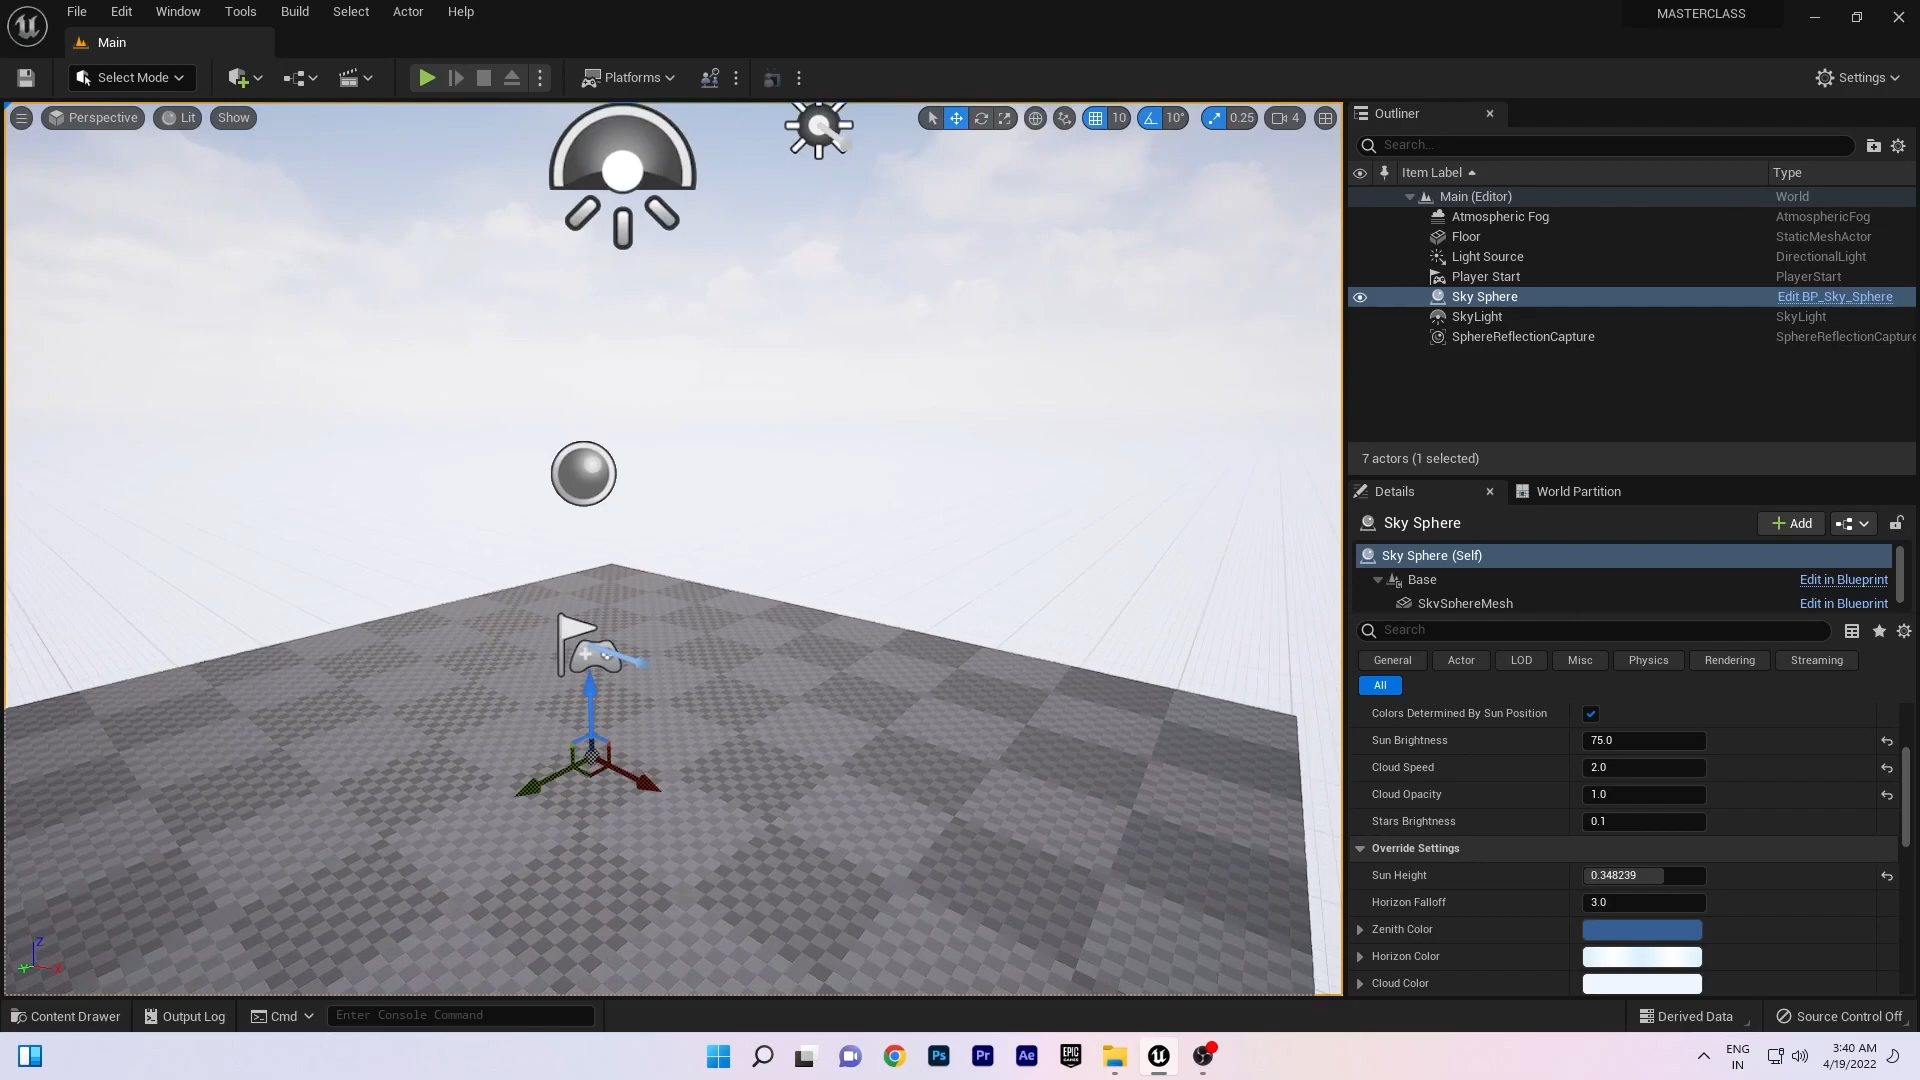 File Edit Window Tools Build Select Actor Help
MASTERCLASS
Main
Select Mode
Platforms
Settings
Perspective Lit Show
10 10° 0.25 4
Outliner
Search...
Item Label Type
Main (Editor) World
Atmospheric Fog AtmosphericFog
Floor StaticMeshActor
Light Source DirectionalLight
Player Start PlayerStart
Sky Sphere Edit BP_Sky_Sphere
SkyLight SkyLight
SphereReflectionCapture SphereReflectionCapture
7 actors (1 selected)
Details World Partition
Sky Sphere Add
Sky Sphere (Self)
Base Edit in Blueprint
SkySphereMesh Edit in Blueprint
Search
General Actor LOD Misc Physics Rendering Streaming
All
Colors Determined By Sun Position
Sun Brightness 75.0
Cloud Speed 2.0
Cloud Opacity 1.0
Stars Brightness 0.1
Override Settings
Sun Height 0.348239
Horizon Falloff 3.0
Zenith Color
Horizon Color
Cloud Color
Z
Y X
Content Drawer Output Log Cmd Enter Console Command Derived Data Source Control Off
Ps Pr Ae EPIC GAMES
ENG
IN
3:40 AM
4/19/2022